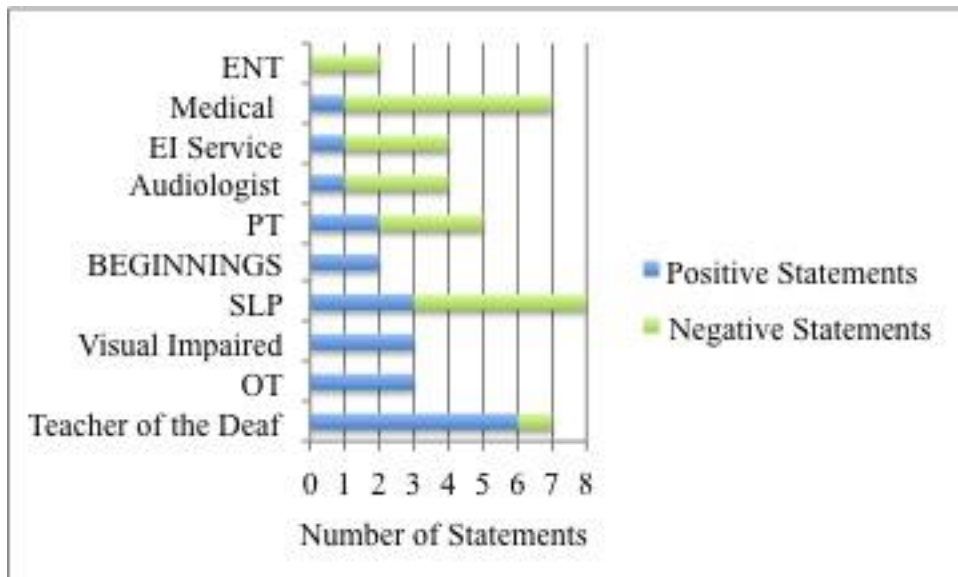 ENT
Medical
EI Service
Audiologist
PT
BEGINNINGS
SLP
Visual Impaired
OT
Teacher of the Deaf
0 1 2 3 4 5 6 7 8
Number of Statements
Positive Statements
Negative Statements